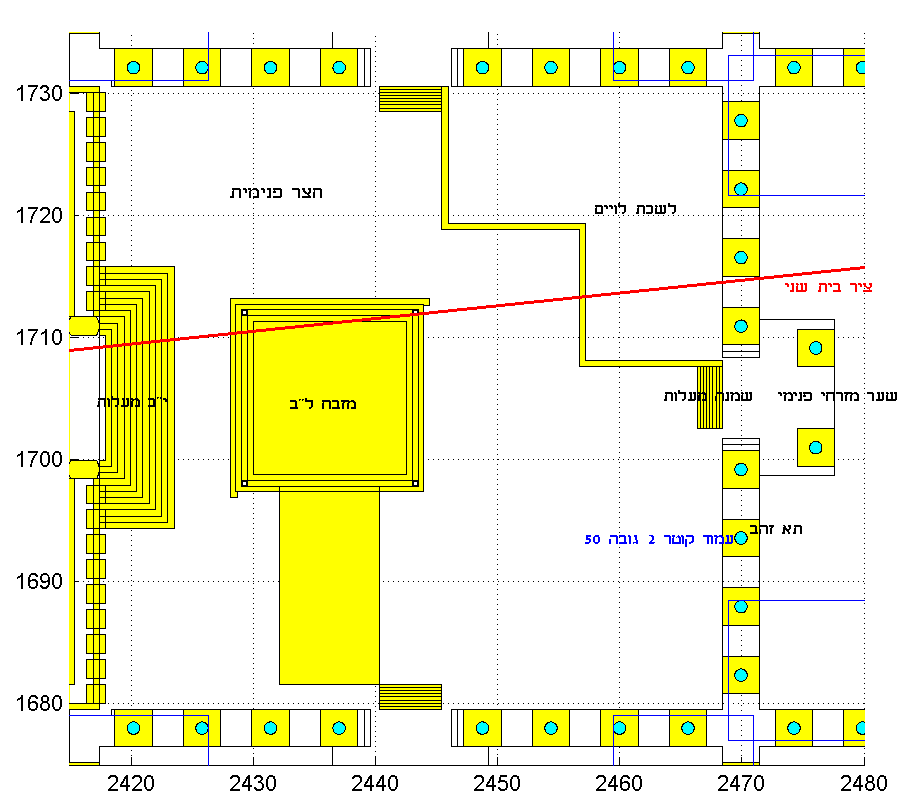 1730
1720
1710
1700
1690
1680
חצר פנימית
לשכת לויים
ציר בית שני
י״ב מעלות
מזבח ל״ב
שמנה מעלות
שער מזרחי פנימי
תא זהב
עמוד קוטר 2 גובה 50
2420 2430 2440 2450 2460 2470 2480